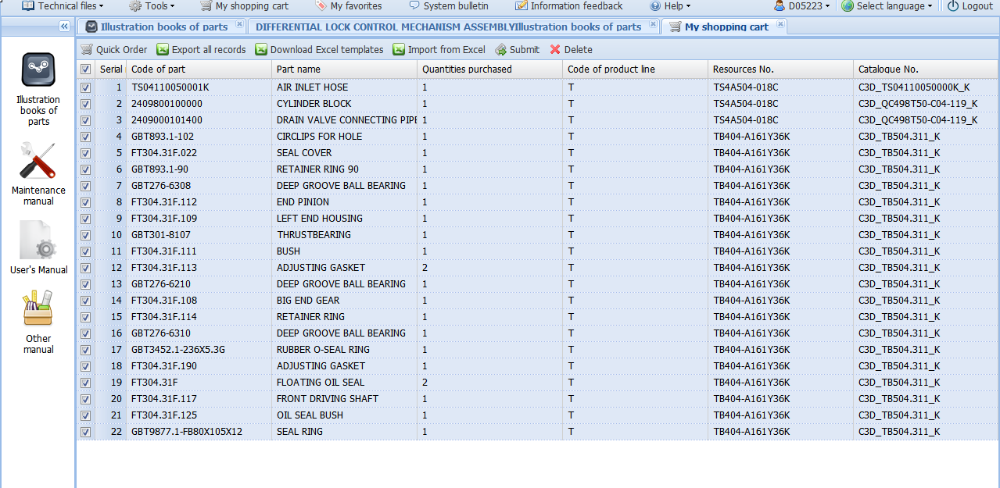 Technical files Tools My shopping cart My favorites System bulletin Information feedback Help D05223 Select language Logout
Illustration books of parts DIFFERENTIAL LOCK CONTROL MECHANISM ASSEMBLYIllustration books of parts My shopping cart
Quick Order Export all records Download Excel templates Import from Excel Submit Delete
Illustration
books of
parts
Maintenance
manual
User's Manual
Other
manual
Serial Code of part Part name Quantities purchased Code of product line Resources No. Catalogue No.
1 TS04110050001K AIR INLET HOSE 1 T TS4A504-018C C3D_TS04110050000K_K
2 2409800100000 CYLINDER BLOCK 1 T TS4A504-018C C3D_QC498T50-C04-119_K
3 2409000101400 DRAIN VALVE CONNECTING PIPE 1 T TS4A504-018C C3D_QC498T50-C04-119_K
4 GBT893.1-102 CIRCLIPS FOR HOLE 1 T TB404-A161Y36K C3D_TB504.311_K
5 FT304.31F.022 SEAL COVER 1 T TB404-A161Y36K C3D_TB504.311_K
6 GBT893.1-90 RETAINER RING 90 1 T TB404-A161Y36K C3D_TB504.311_K
7 GBT276-6308 DEEP GROOVE BALL BEARING 1 T TB404-A161Y36K C3D_TB504.311_K
8 FT304.31F.112 END PINION 1 T TB404-A161Y36K C3D_TB504.311_K
9 FT304.31F.109 LEFT END HOUSING 1 T TB404-A161Y36K C3D_TB504.311_K
10 GBT301-8107 THRUSTBEARING 1 T TB404-A161Y36K C3D_TB504.311_K
11 FT304.31F.111 BUSH 1 T TB404-A161Y36K C3D_TB504.311_K
12 FT304.31F.113 ADJUSTING GASKET 2 T TB404-A161Y36K C3D_TB504.311_K
13 GBT276-6210 DEEP GROOVE BALL BEARING 1 T TB404-A161Y36K C3D_TB504.311_K
14 FT304.31F.108 BIG END GEAR 1 T TB404-A161Y36K C3D_TB504.311_K
15 FT304.31F.114 RETAINER RING 1 T TB404-A161Y36K C3D_TB504.311_K
16 GBT276-6310 DEEP GROOVE BALL BEARING 1 T TB404-A161Y36K C3D_TB504.311_K
17 GBT3452.1-236X5.3G RUBBER O-SEAL RING 1 T TB404-A161Y36K C3D_TB504.311_K
18 FT304.31F.190 ADJUSTING GASKET 1 T TB404-A161Y36K C3D_TB504.311_K
19 FT304.31F FLOATING OIL SEAL 2 T TB404-A161Y36K C3D_TB504.311_K
20 FT304.31F.117 FRONT DRIVING SHAFT 1 T TB404-A161Y36K C3D_TB504.311_K
21 FT304.31F.125 OIL SEAL BUSH 1 T TB404-A161Y36K C3D_TB504.311_K
22 GBT9877.1-FB80X105X12 SEAL RING 1 T TB404-A161Y36K C3D_TB504.311_K